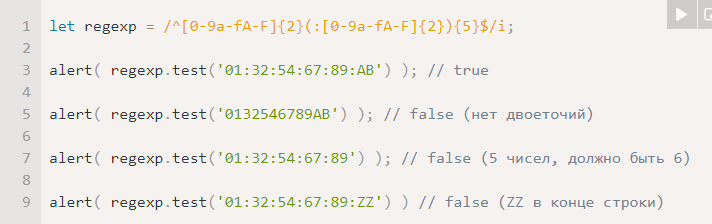 1 let regexp = /^[0-9a-fA-F]{2}(:[0-9a-fA-F]{2}){5}$/i;
2
3 alert( regexp.test('01:32:54:67:89:AB') ); // true
4
5 alert( regexp.test('0132546789AB') ); // false (нет двоеточий)
6
7 alert( regexp.test('01:32:54:67:89') ); // false (5 чисел, должно быть 6)
8
9 alert( regexp.test('01:32:54:67:89:ZZ') ) // false (ZZ в конце строки)